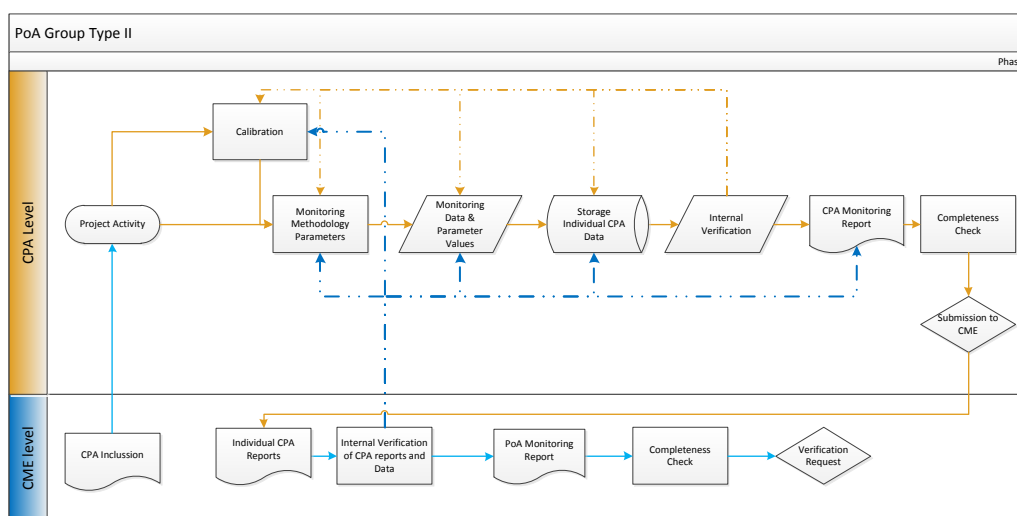 PoA Group Type II
Phas
CPA Level
Calibration
Project Activity
Monitoring
Methodology
Parameters
Monitoring
Data &
Parameter
Values
Storage
Individual CPA
Data
Internal
Verification
CPA Monitoring
Report
Completeness
Check
Submission to
CME
CME level
CPA Inclussion
Individual CPA
Reports
Internal Verification
of CPA reports and
Data
PoA Monitoring
Report
Completeness
Check
Verification
Request